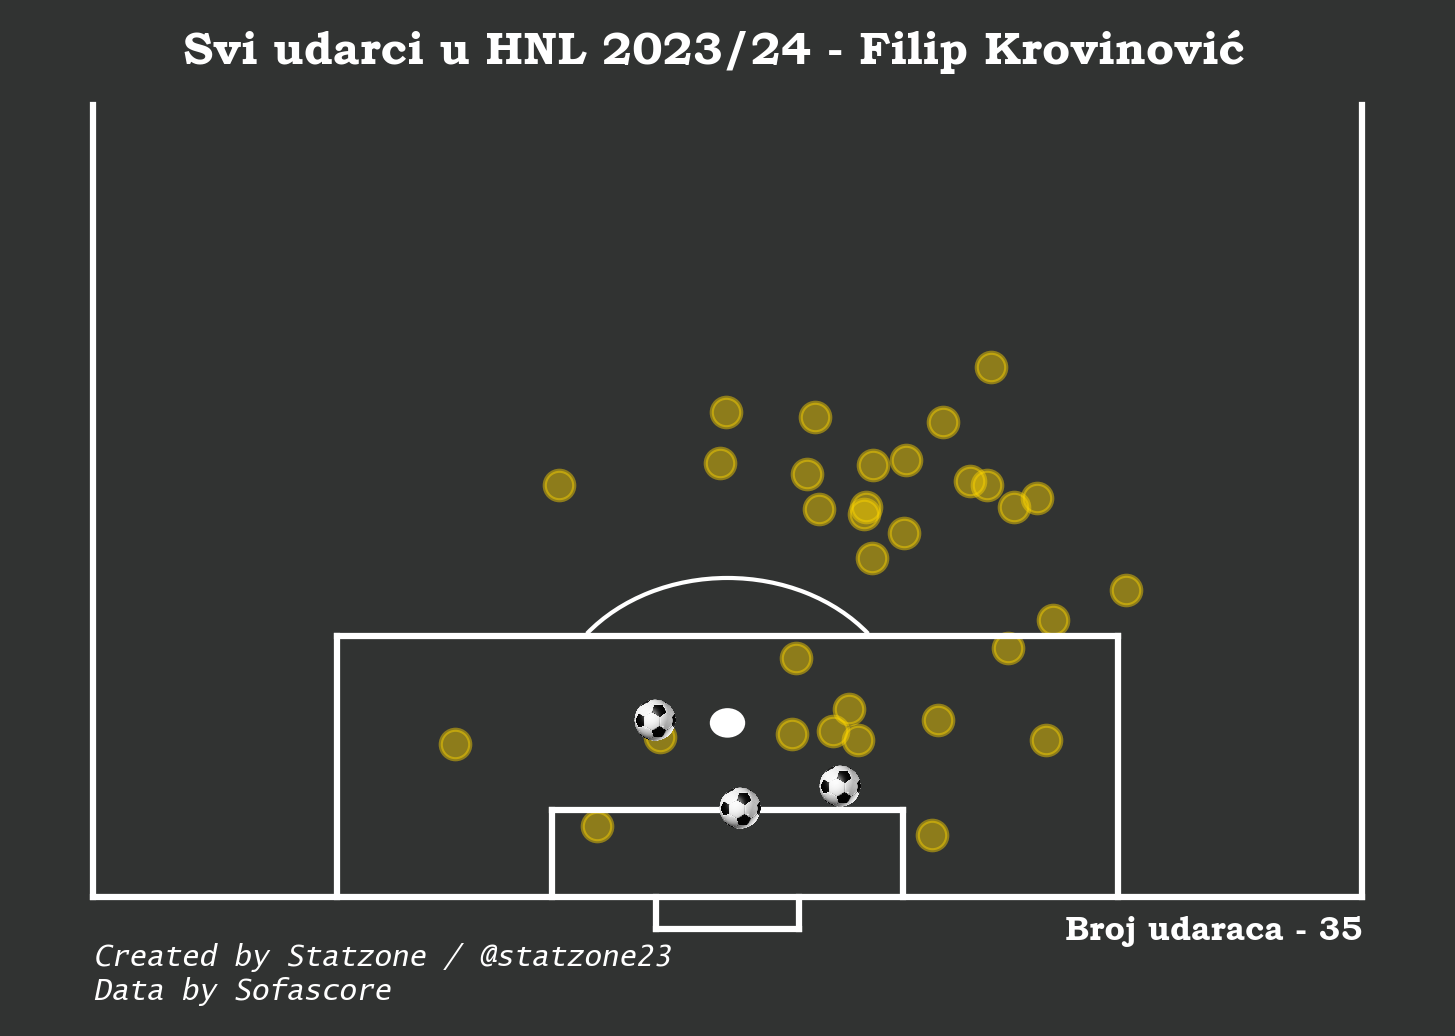 Svi udarci u HNL 2023/24 - Filip Krovinović
Broj udaraca - 35
Created by Statzone / @statzone23
Data by Sofascore